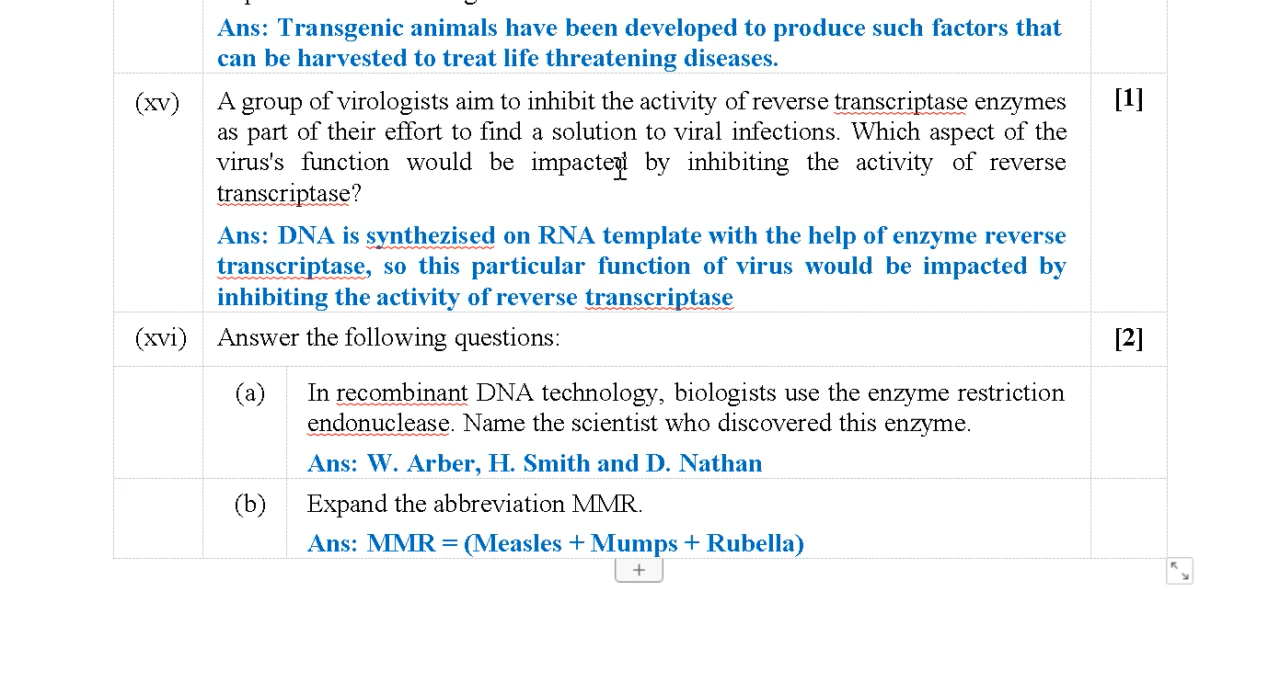 Ans: Transgenic animals have been developed to produce such factors that
can be harvested to treat life threatening diseases.
(xv) A group of virologists aim to inhibit the activity of reverse transcriptase enzymes [1]
as part of their effort to find a solution to viral infections. Which aspect of the
virus's function would be impacted by inhibiting the activity of reverse
transcriptase?
Ans: DNA is synthezised on RNA template with the help of enzyme reverse
transcriptase, so this particular function of virus would be impacted by
inhibiting the activity of reverse transcriptase
(xvi) Answer the following questions: [2]
(a) In recombinant DNA technology, biologists use the enzyme restriction
endonuclease. Name the scientist who discovered this enzyme.
Ans: W. Arber, H. Smith and D. Nathan
(b) Expand the abbreviation MMR.
Ans: MMR = (Measles + Mumps + Rubella)